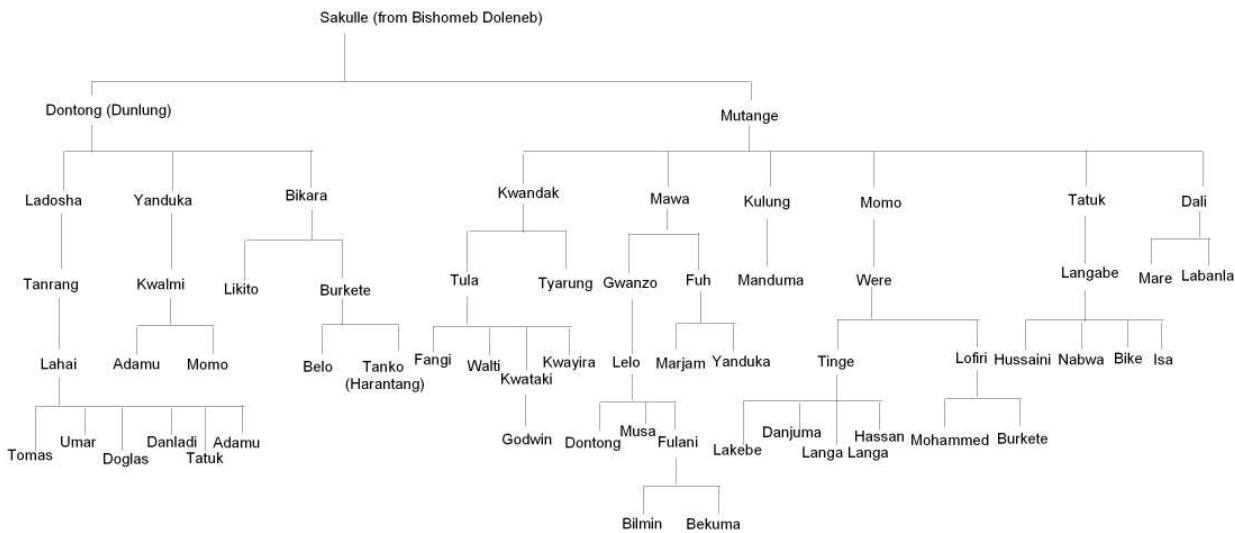 Sakulle (from Bishomeb Doleneb)
Dontong (Dunlung)
Mutange
Ladosha
Yanduka
Bikara
Kwandak
Mawa
Kulung
Momo
Tatuk
Dali
Tanrang
Kwalmi
Likito
Burkete
Tula
Tyarung
Gwanzo
Fuh
Manduma
Were
Langabe
Mare
Labanla
Lahai
Adamu
Momo
Belo
Tanko
(Harantang)
Fangi
Walti
Kwataki
Kwayira
Lelo
Marjam
Yanduka
Tinge
Lofiri
Hussaini
Nabwa
Bike
Isa
Tomas
Umar
Doglas
Danladi
Tatuk
Adamu
Godwin
Dontong
Musa
Fulani
Lakebe
Danjuma
Langa Langa
Hassan
Mohammed
Burkete
Bilmin
Bekuma